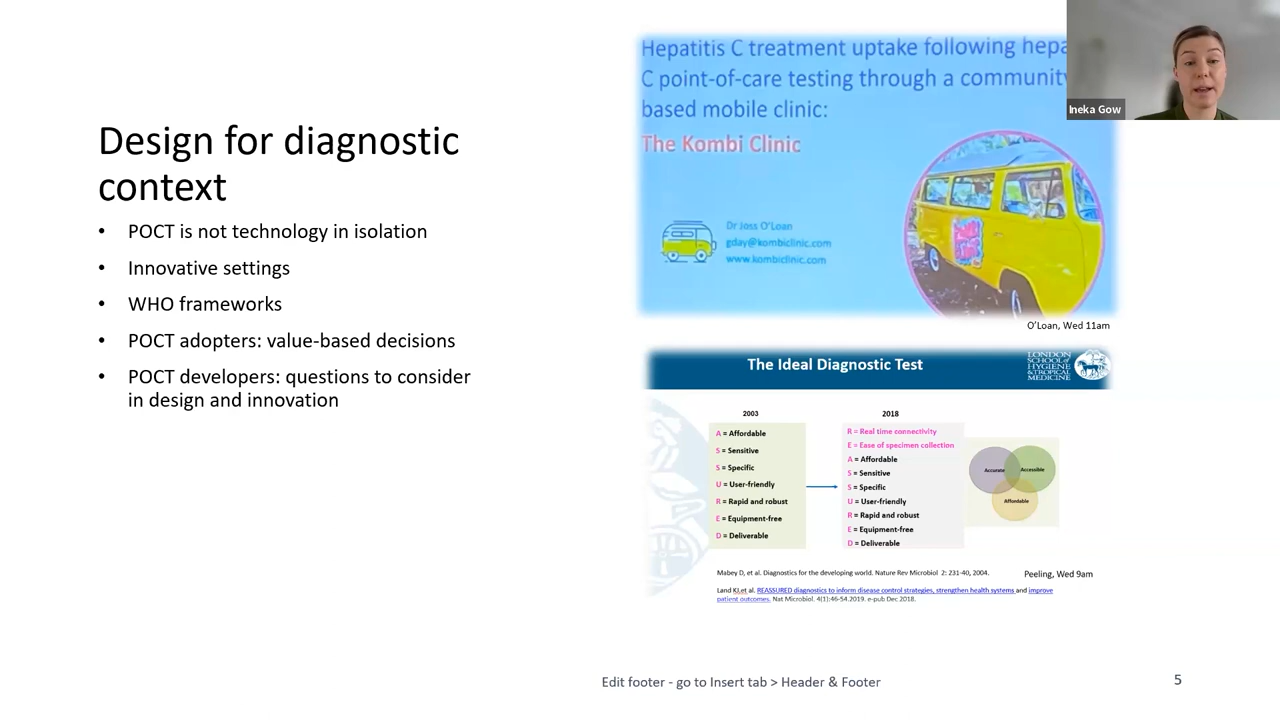 Design for diagnostic
context
• POCT is not technology in isolation
• Innovative settings
• WHO frameworks
• POCT adopters: value-based decisions
• POCT developers: questions to consider
in design and innovation
Hepatitis C treatment uptake following hepa
C point-of-care testing through a community
based mobile clinic:
The Kombi Clinic
Dr Joss O'Loan
gday@kombiclinic.com
www.kombiclinic.com
O'Loan, Wed 11am
Ineka Gow
The Ideal Diagnostic Test
LONDON
SCHOOL of
HYGIENE
& TROPICAL
MEDICINE
2003
A = Affordable
S = Sensitive
S = Specific
U = User-friendly
R = Rapid and robust
E = Equipment-free
D = Deliverable
2018
R = Real time connectivity
E = Ease of specimen collection
A = Affordable
S = Sensitive
S = Specific
U = User-friendly
R = Rapid and robust
E = Equipment-free
D = Deliverable
Accurate
Accessible
Affordable
Mabey D, et al. Diagnostics for the developing world. Nature Rev Microbiol 2: 231-40, 2004.
Peeling, Wed 9am
Land KJ,et al. REASSURED diagnostics to inform disease control strategies, strengthen health systems and improve
patient outcomes. Nat Microbiol. 4(1):46-54.2019. e-pub Dec 2018.
Edit footer - go to Insert tab > Header & Footer
5